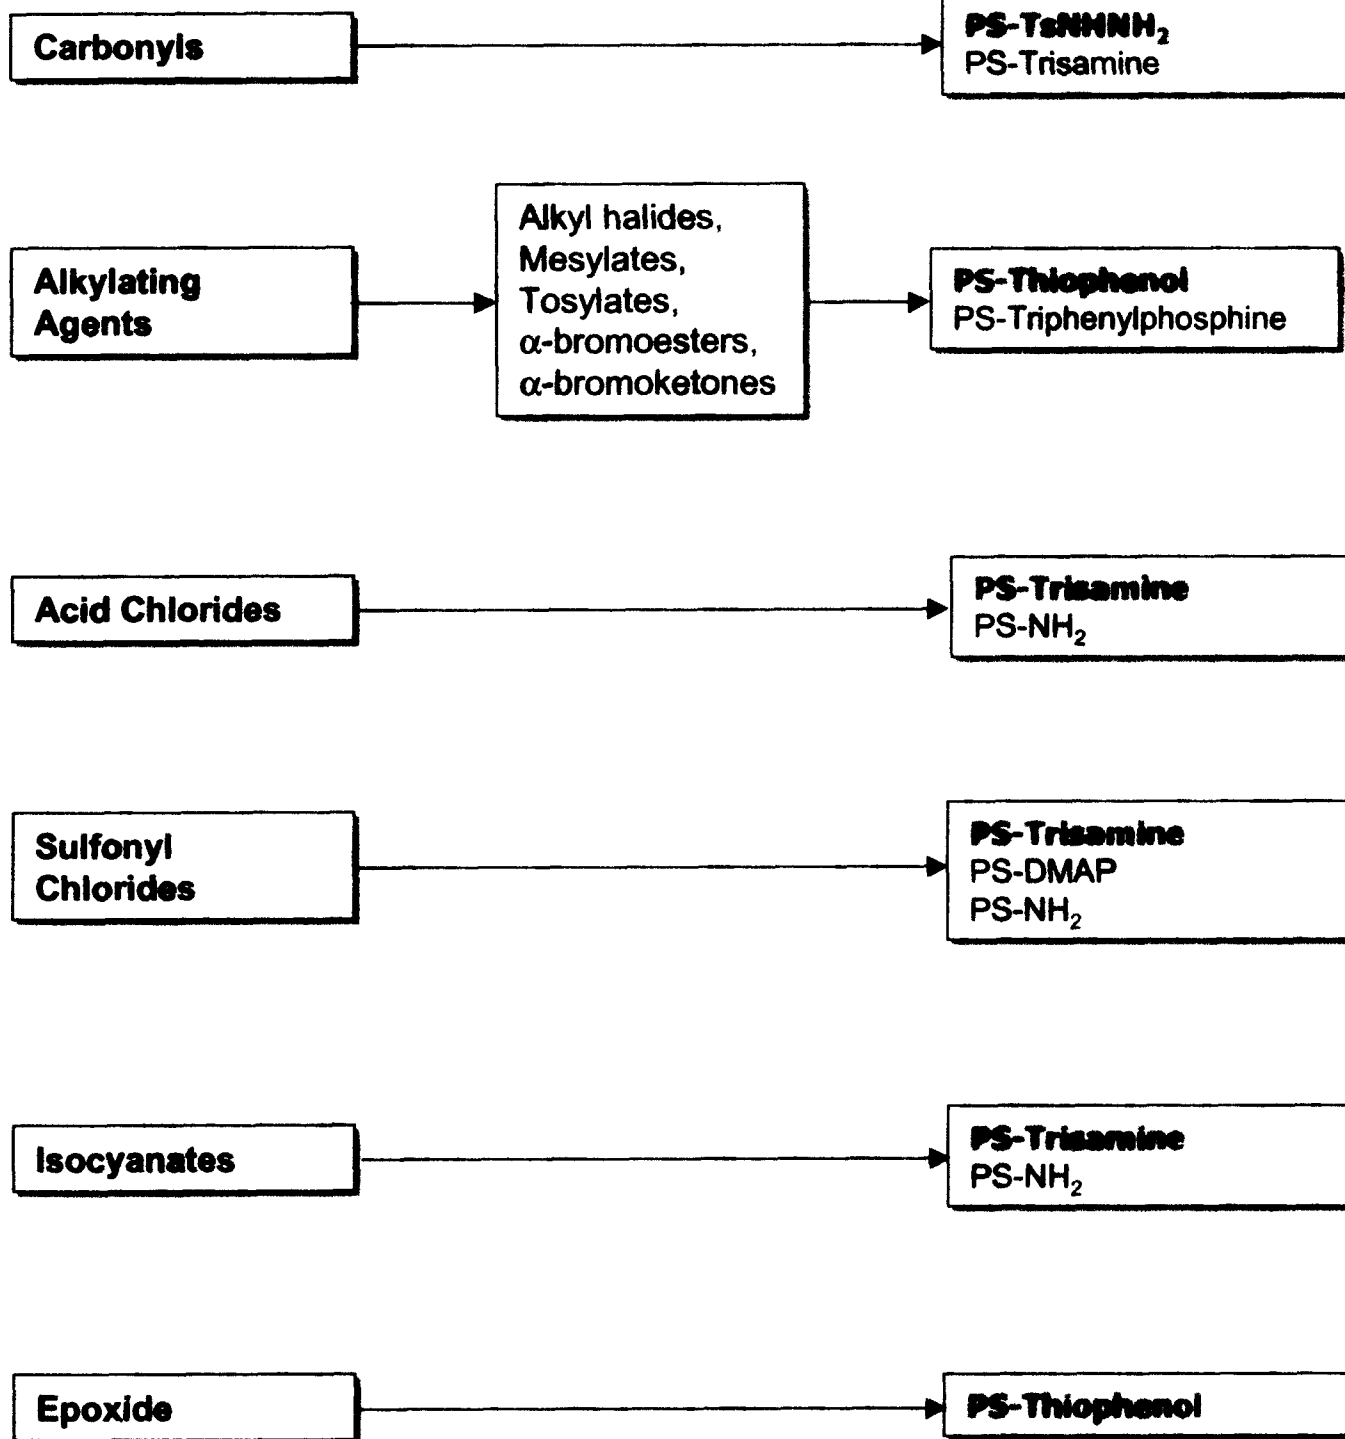 Carbonyls
PS-TsNHNH₂
PS-Trisamine
Alkylating
Agents
Alkyl halides,
Mesylates,
Tosylates,
α-bromoesters,
α-bromoketones
PS-Thiophenol
PS-Triphenylphosphine
Acid Chlorides
PS-Trisamine
PS-NH₂
Sulfonyl
Chlorides
PS-Trisamine
PS-DMAP
PS-NH₂
Isocyanates
PS-Trisamine
PS-NH₂
Epoxide
PS-Thiophenol